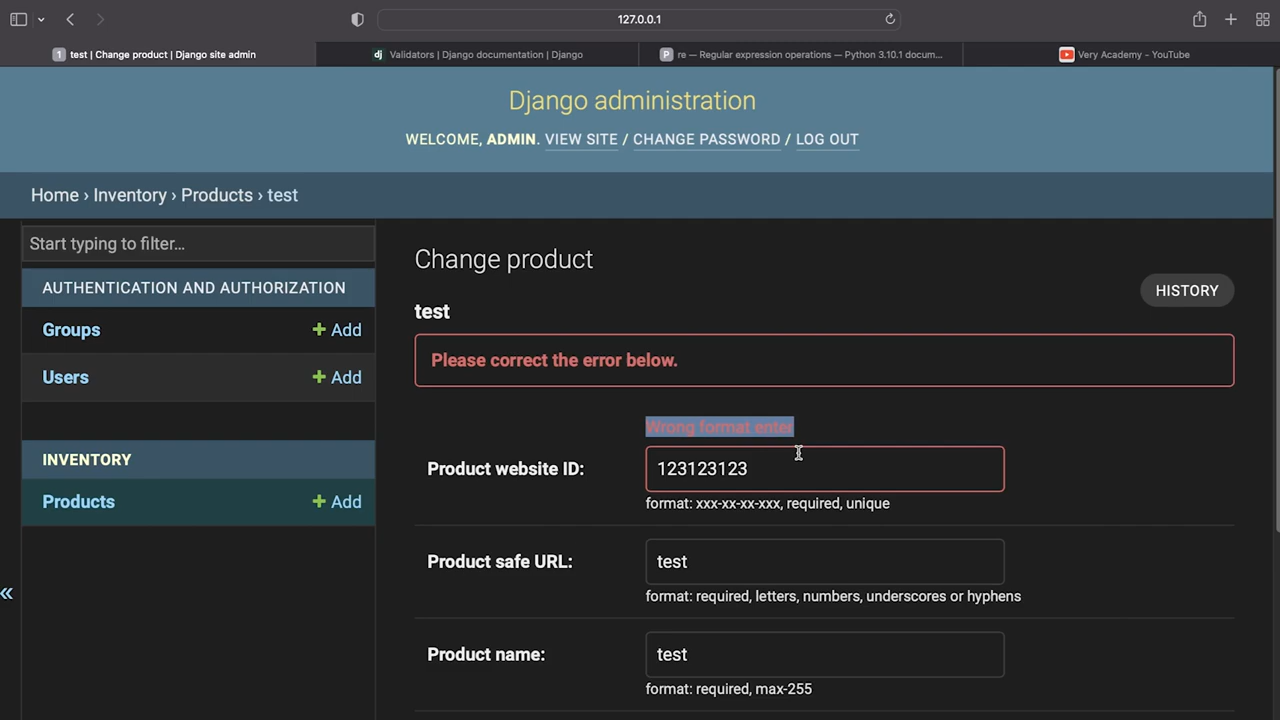 127.0.0.1
1 test | Change product | Django site admin
dj Validators | Django documentation | Django
P re — Regular expression operations — Python 3.10.1 docum...
Very Academy - YouTube
Django administration
WELCOME, ADMIN. VIEW SITE / CHANGE PASSWORD / LOG OUT
Home › Inventory › Products › test
Start typing to filter...
AUTHENTICATION AND AUTHORIZATION
Groups + Add
Users + Add
INVENTORY
Products + Add
«
Change product
HISTORY
test
Please correct the error below.
Wrong format enter
Product website ID: 123123123
format: xxx-xx-xx-xxx, required, unique
Product safe URL: test
format: required, letters, numbers, underscores or hyphens
Product name: test
format: required, max-255